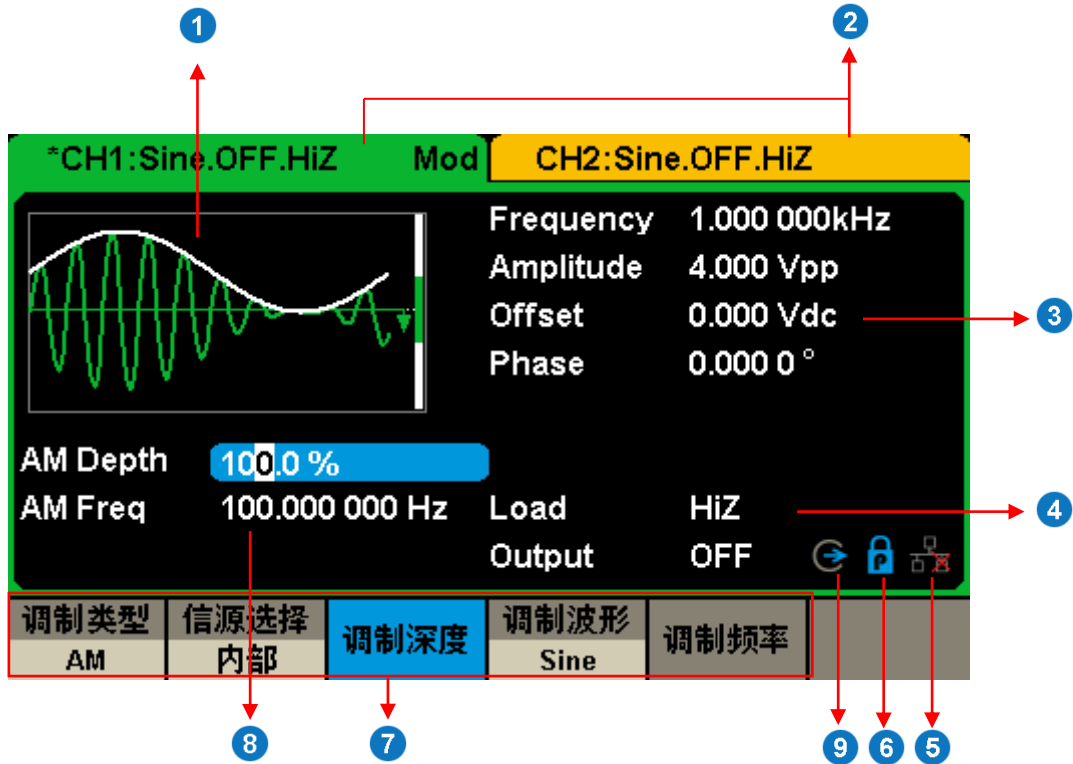 1 2
*CH1:Sine.OFF.HiZ Mod CH2:Sine.OFF.HiZ
Frequency 1.000 000kHz
Amplitude 4.000 Vpp
Offset 0.000 Vdc 3
Phase 0.000 0 °
AM Depth 100.0 %
AM Freq 100.000 000 Hz Load HiZ 4
Output OFF P
调制类型 信源选择 调制深度 调制波形 调制频率
AM 内部 Sine
8 7 9 6 5